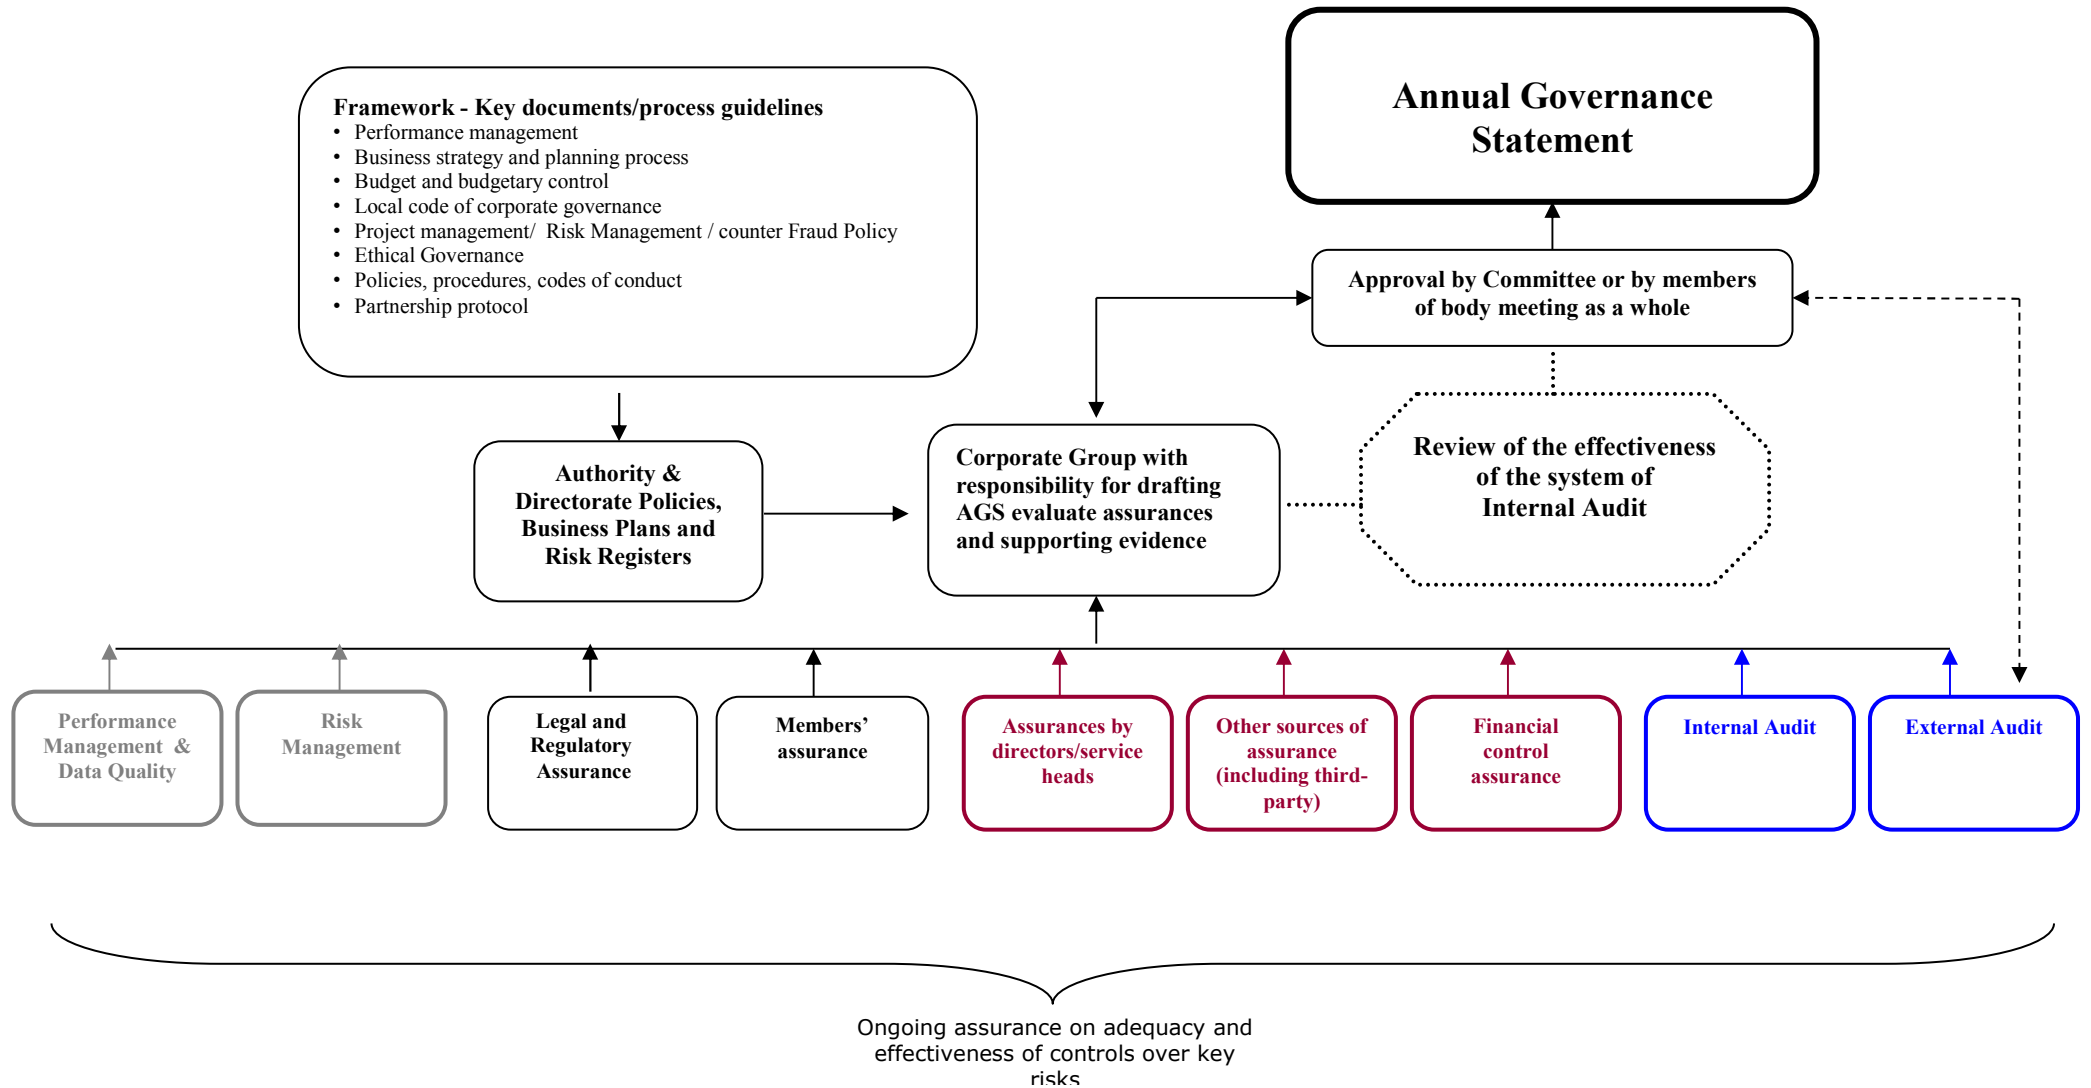 Annual Governance
Statement
Framework - Key documents/process guidelines
• Performance management
• Business strategy and planning process
• Budget and budgetary control
• Local code of corporate governance
• Project management/ Risk Management / counter Fraud Policy
• Ethical Governance
• Policies, procedures, codes of conduct
• Partnership protocol
Approval by Committee or by members
of body meeting as a whole
Authority &
Directorate Policies,
Business Plans and
Risk Registers
Corporate Group with
responsibility for drafting
AGS evaluate assurances
and supporting evidence
Review of the effectiveness
of the system of
Internal Audit
Performance
Management &
Data Quality
Risk
Management
Legal and
Regulatory
Assurance
Members’
assurance
Assurances by
directors/service
heads
Other sources of
assurance
(including third-
party)
Financial
control
assurance
Internal Audit
External Audit
Ongoing assurance on adequacy and
effectiveness of controls over key
risks